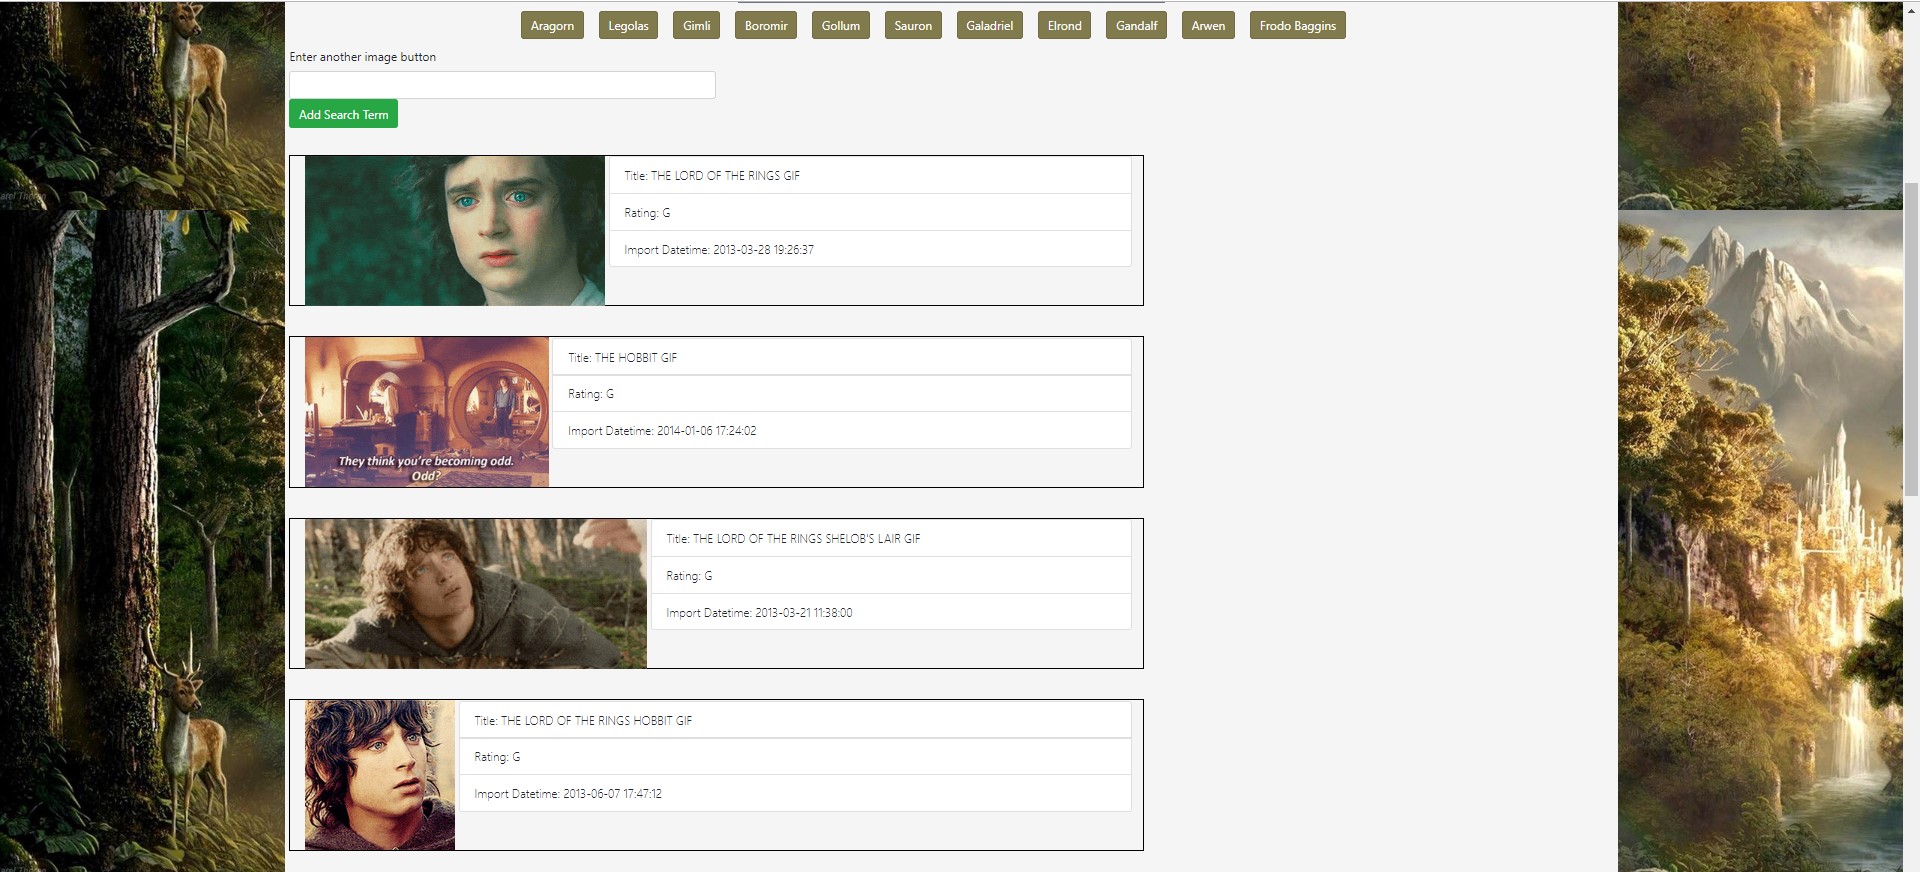 Aragorn Legolas Gimli Boromir Gollum Sauron Galadriel Elrond Gandalf Arwen Frodo Baggins
Enter another image button
Add Search Term
Title: THE LORD OF THE RINGS GIF
Rating: G
Import Datetime: 2013-03-28 19:26:37
Title: THE HOBBIT GIF
Rating: G
Import Datetime: 2014-01-06 17:24:02
They think you're becoming odd.
Odd?
Title: THE LORD OF THE RINGS SHELOB'S LAIR GIF
Rating: G
Import Datetime: 2013-03-21 11:38:00
Title: THE LORD OF THE RINGS HOBBIT GIF
Rating: G
Import Datetime: 2013-06-07 17:47:12